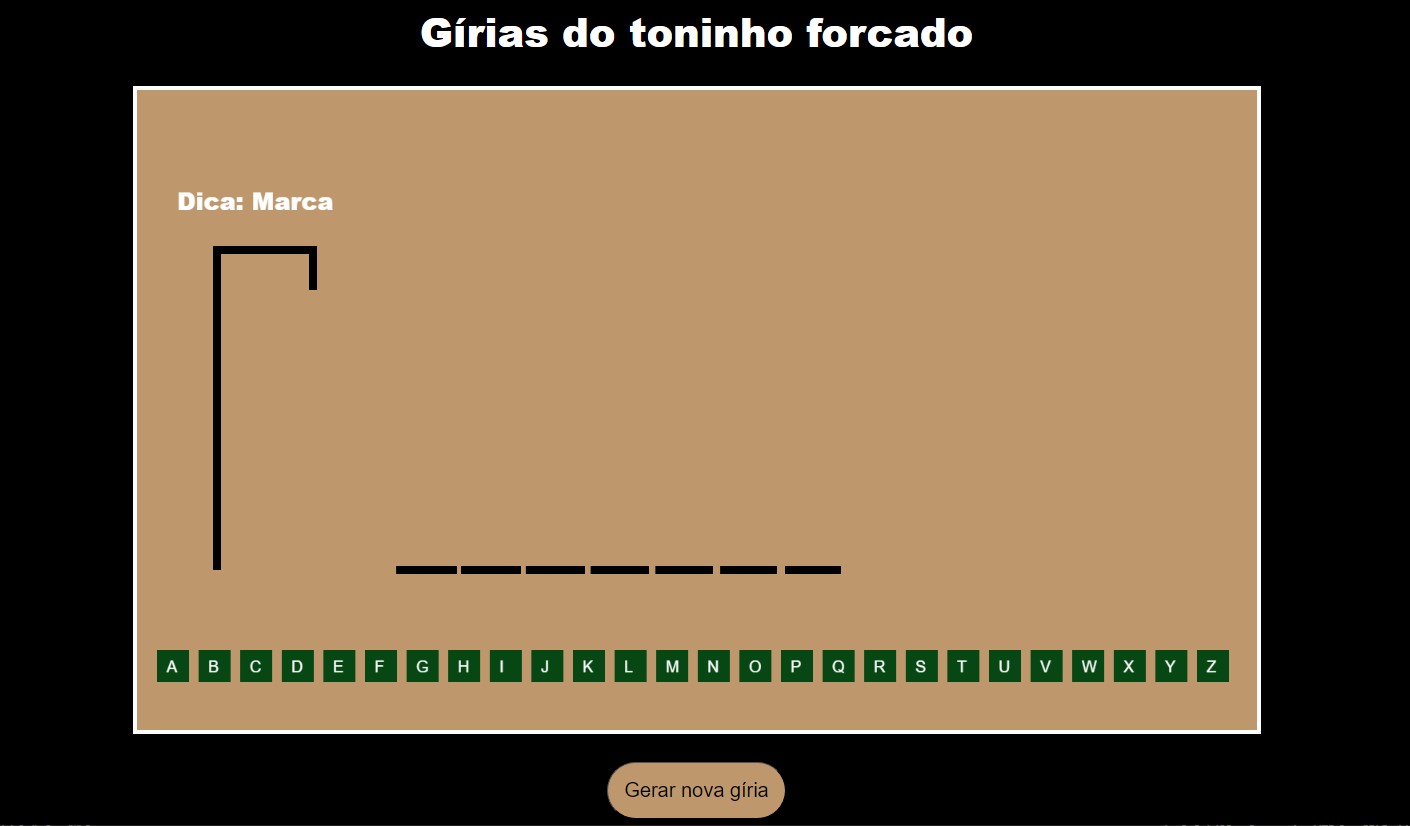 Gírias do toninho forcado
Dica: Marca
A B C D E F G H I J K L M N O P Q R S T U V W X Y Z
Gerar nova gíria